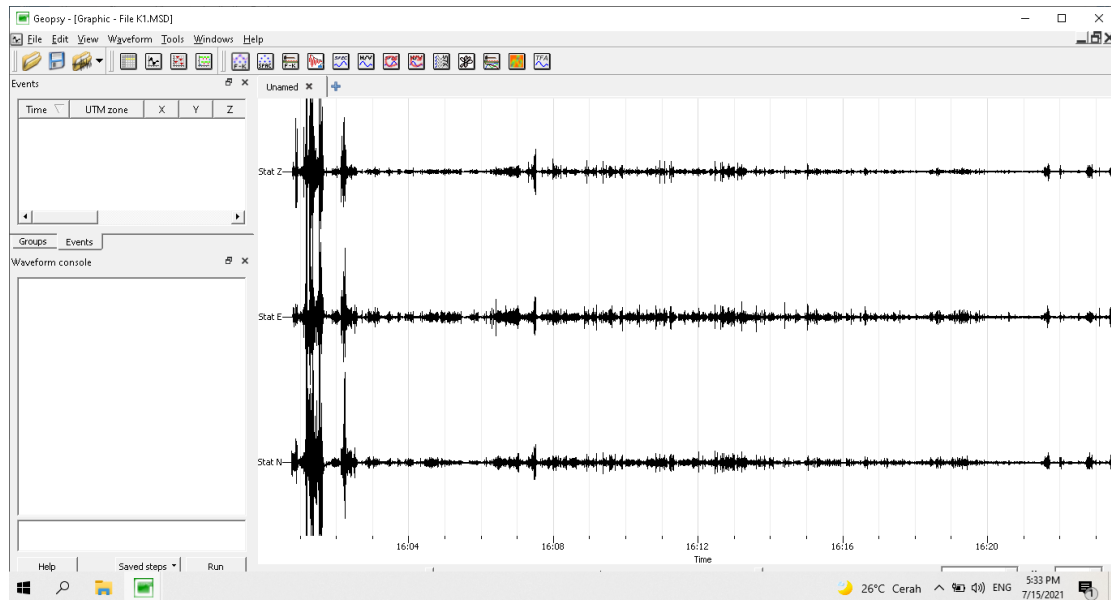 Geopsy - [Graphic - File K1.MSD]
File Edit View Waveform Tools Windows Help
Events
Unamed
Time UTM zone X Y Z
Stat Z
Groups Events
Waveform console
Stat E
Stat N
16:04 16:08 16:12 16:16 16:20
Time
Help Saved steps Run
26°C Cerah ENG 5:33 PM
7/15/2021
1